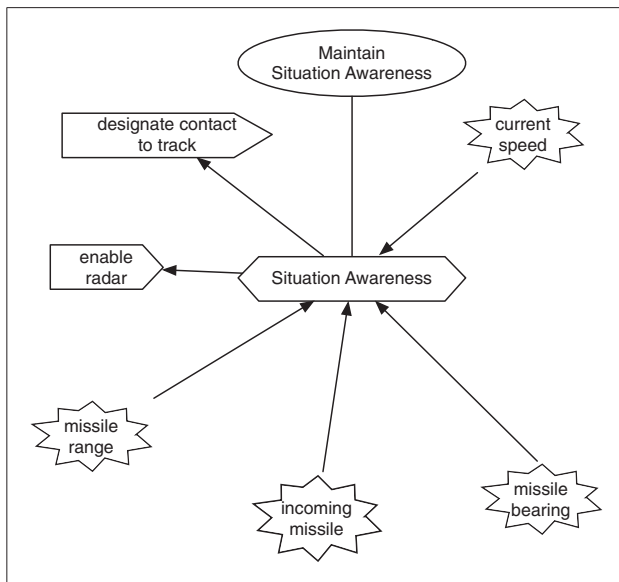 Maintain
Situation Awareness
designate contact
to track
current
speed
enable
radar
Situation Awareness
missile
range
incoming
missile
missile
bearing